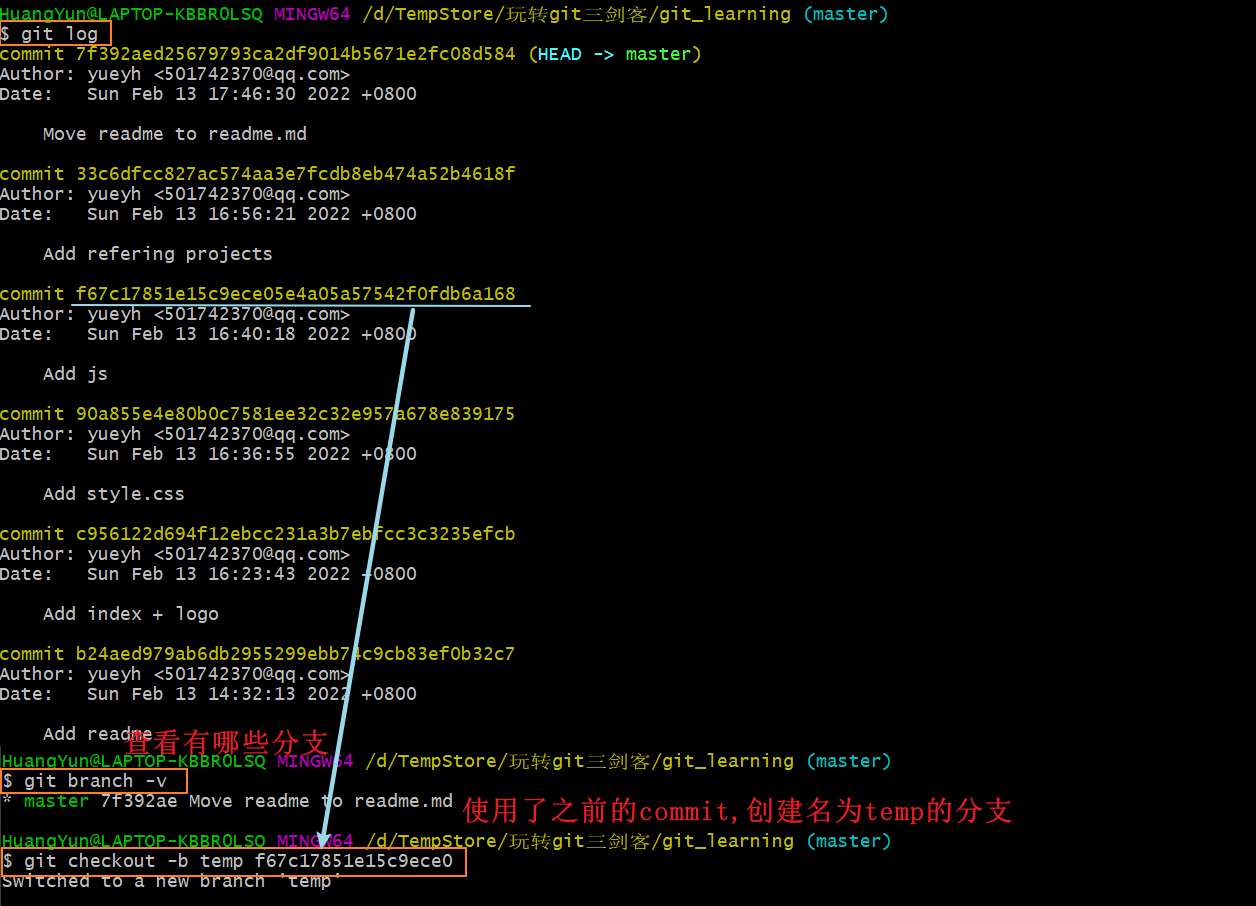 HuangYun@LAPTOP-KBBR0LSQ MINGW64 /d/TempStore/玩转git三剑客/git_learning (master)
$ git log
commit 7f392aed25679793ca2df9014b5671e2fc08d584 (HEAD -> master)
Author: yueyh <501742370@qq.com>
Date:   Sun Feb 13 17:46:30 2022 +0800
Move readme to readme.md
commit 33c6dfcc827ac574aa3e7fcdb8eb474a52b4618f
Author: yueyh <501742370@qq.com>
Date:   Sun Feb 13 16:56:21 2022 +0800
Add refering projects
commit f67c17851e15c9ece05e4a05a57542f0fdb6a168
Author: yueyh <501742370@qq.com>
Date:   Sun Feb 13 16:40:18 2022 +0800
Add js
commit 90a855e4e80b0c7581ee32c32e957a678e839175
Author: yueyh <501742370@qq.com>
Date:   Sun Feb 13 16:36:55 2022 +0800
Add style.css
commit c956122d694f12ebcc231a3b7ebfcc3c3235efcb
Author: yueyh <501742370@qq.com>
Date:   Sun Feb 13 16:23:43 2022 +0800
Add index + logo
commit b24aed979ab6db2955299ebb74c9cb83ef0b32c7
Author: yueyh <501742370@qq.com>
Date:   Sun Feb 13 14:32:13 2022 +0800
Add readme
查看有哪些分支
HuangYun@LAPTOP-KBBR0LSQ MINGW64 /d/TempStore/玩转git三剑客/git_learning (master)
$ git branch -v
* master 7f392ae Move readme to readme.md
使用了之前的commit,创建名为temp的分支
HuangYun@LAPTOP-KBBR0LSQ MINGW64 /d/TempStore/玩转git三剑客/git_learning (master)
$ git checkout -b temp f67c17851e15c9ece0
Switched to a new branch 'temp'